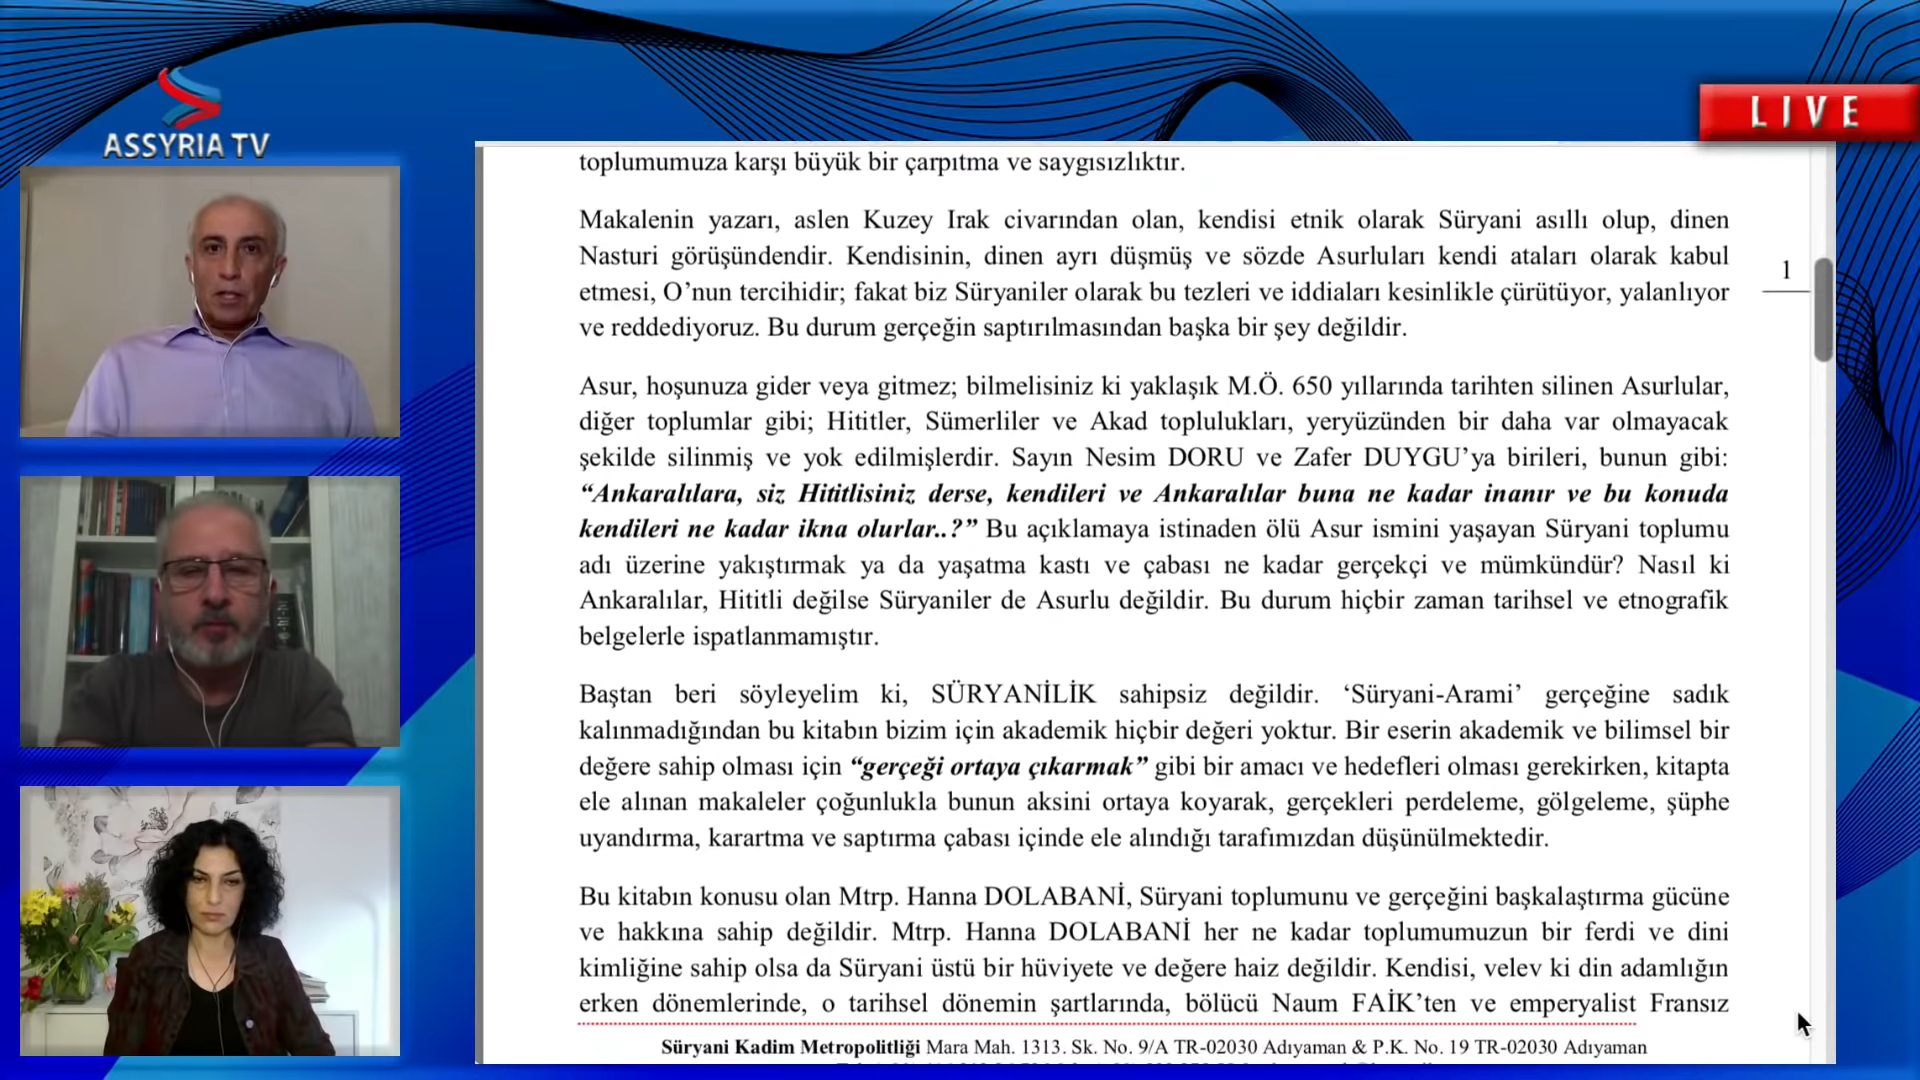 ASSYRIA TV
LIVE
toplumumuza karşı büyük bir çarpıtma ve saygısızlıktır.
Makalenin yazarı, aslen Kuzey Irak civarından olan, kendisi etnik olarak Süryani asıllı olup, dinen
Nasturi görüşündendir. Kendisinin, dinen ayrı düşmüş ve sözde Asurluları kendi ataları olarak kabul
etmesi, O’nun tercihidir; fakat biz Süryaniler olarak bu tezleri ve iddiaları kesinlikle çürütüyor, yalanlıyor
ve reddediyoruz. Bu durum gerçeğin saptırılmasından başka bir şey değildir.
1
Asur, hoşunuza gider veya gitmez; bilmelisiniz ki yaklaşık M.Ö. 650 yıllarında tarihten silinen Asurlular,
diğer toplumlar gibi; Hititler, Sümerliler ve Akad toplulukları, yeryüzünden bir daha var olmayacak
şekilde silinmiş ve yok edilmişlerdir. Sayın Nesim DORU ve Zafer DUYGU’ya birileri, bunun gibi:
“Ankaralılara, siz Hititlisiniz derse, kendileri ve Ankaralılar buna ne kadar inanır ve bu konuda
kendileri ne kadar ikna olurlar..?” Bu açıklamaya istinaden ölü Asur ismini yaşayan Süryani toplumu
adı üzerine yakıştırmak ya da yaşatma kastı ve çabası ne kadar gerçekçi ve mümkündür? Nasıl ki
Ankaralılar, Hititli değilse Süryaniler de Asurlu değildir. Bu durum hiçbir zaman tarihsel ve etnografik
belgelerle ispatlanmamıştır.
Baştan beri söyleyelim ki, SÜRYANİLİK sahipsiz değildir. ‘Süryani-Arami’ gerçeğine sadık
kalınmadığından bu kitabın bizim için akademik hiçbir değeri yoktur. Bir eserin akademik ve bilimsel bir
değere sahip olması için “gerçeği ortaya çıkarmak” gibi bir amacı ve hedefleri olması gerekirken, kitapta
ele alınan makaleler çoğunlukla bunun aksini ortaya koyarak, gerçekleri perdeleme, gölgeleme, şüphe
uyandırma, karartma ve saptırma çabası içinde ele alındığı tarafımızdan düşünülmektedir.
Bu kitabın konusu olan Mtrp. Hanna DOLABANİ, Süryani toplumunu ve gerçeğini başkalaştırma gücüne
ve hakkına sahip değildir. Mtrp. Hanna DOLABANİ her ne kadar toplumumuzun bir ferdi ve dini
kimliğine sahip olsa da Süryani üstü bir hüviyete ve değere haiz değildir. Kendisi, velev ki din adamlığın
erken dönemlerinde, o tarihsel dönemin şartlarında, bölücü Naum FAİK’ten ve emperyalist Fransız
Süryani Kadim Metropolitliği Mara Mah. 1313. Sk. No. 9/A TR-02030 Adıyaman & P.K. No. 19 TR-02030 Adıyaman